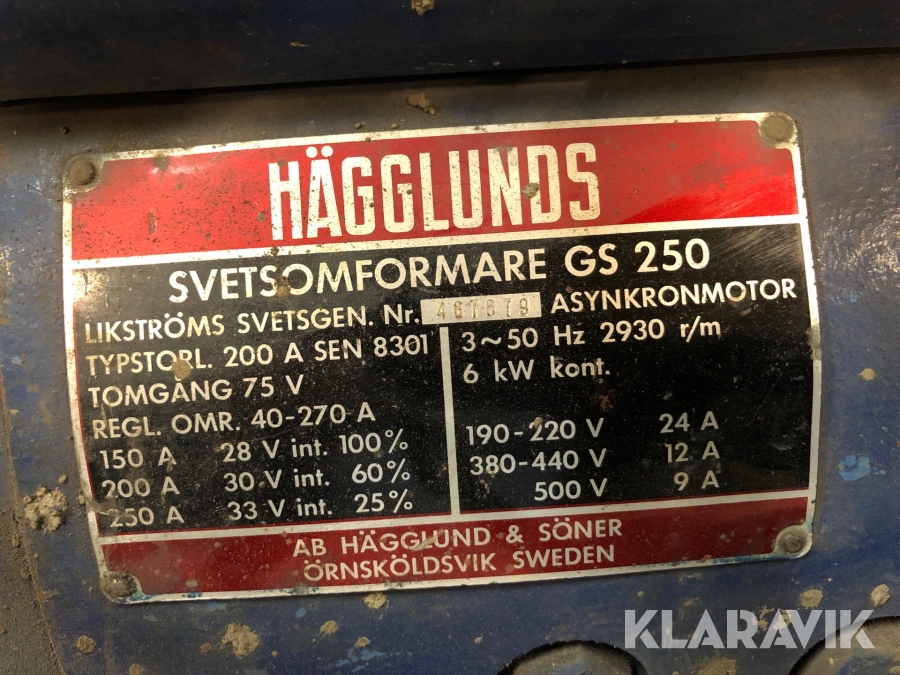 HÄGGLUNDS
SVETSOMFORMARE GS 250
LIKSTRÖMS SVETSGEN. Nr. 467679
TYPSTORL. 200 A SEN 8301
TOMGÅNG 75 V
REGL. OMR. 40-270 A
150 A 28 V int. 100%
200 A 30 V int. 60%
250 A 33 V int. 25%
ASYNKRONMOTOR
3~50 Hz 2930 r/m
6 kW kont.
190-220 V 24 A
380-440 V 12 A
500 V 9 A
AB HÄGGLUND & SÖNER
ÖRNSKÖLDSVIK SWEDEN
KLARAVIK